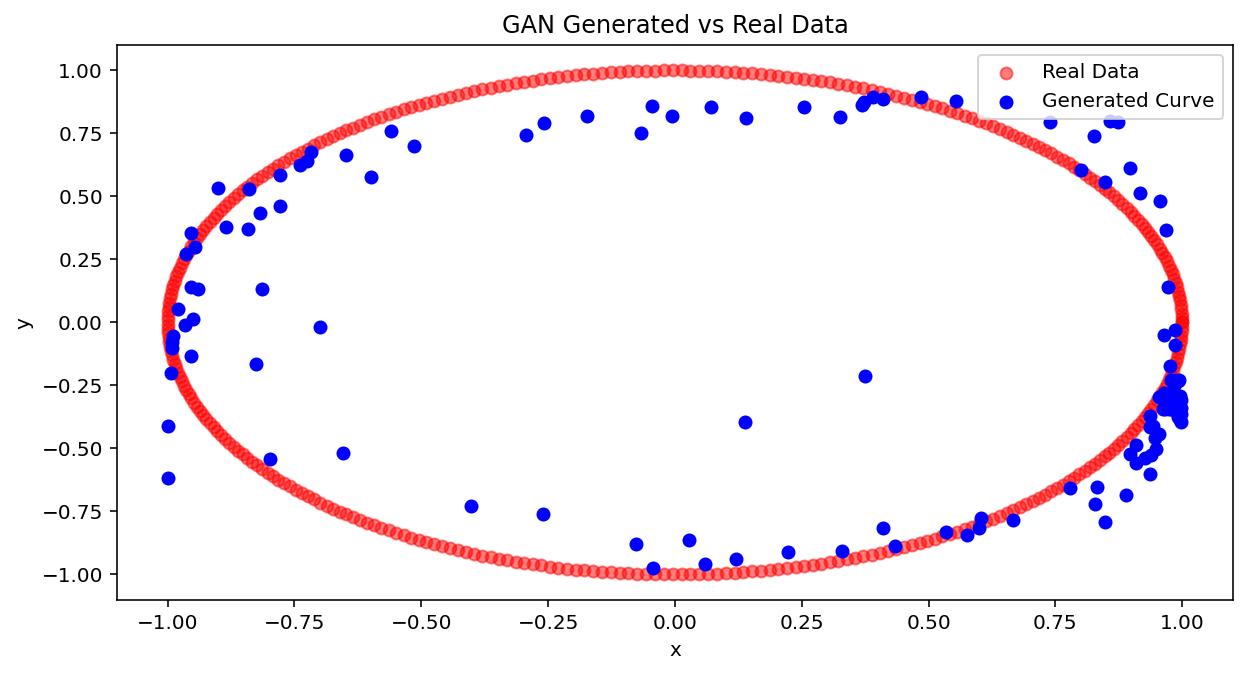 GAN Generated vs Real Data
Real Data
Generated Curve
1.00
0.75
0.50
0.25
0.00
−0.25
−0.50
−0.75
−1.00
y
−1.00 −0.75 −0.50 −0.25 0.00 0.25 0.50 0.75 1.00
x